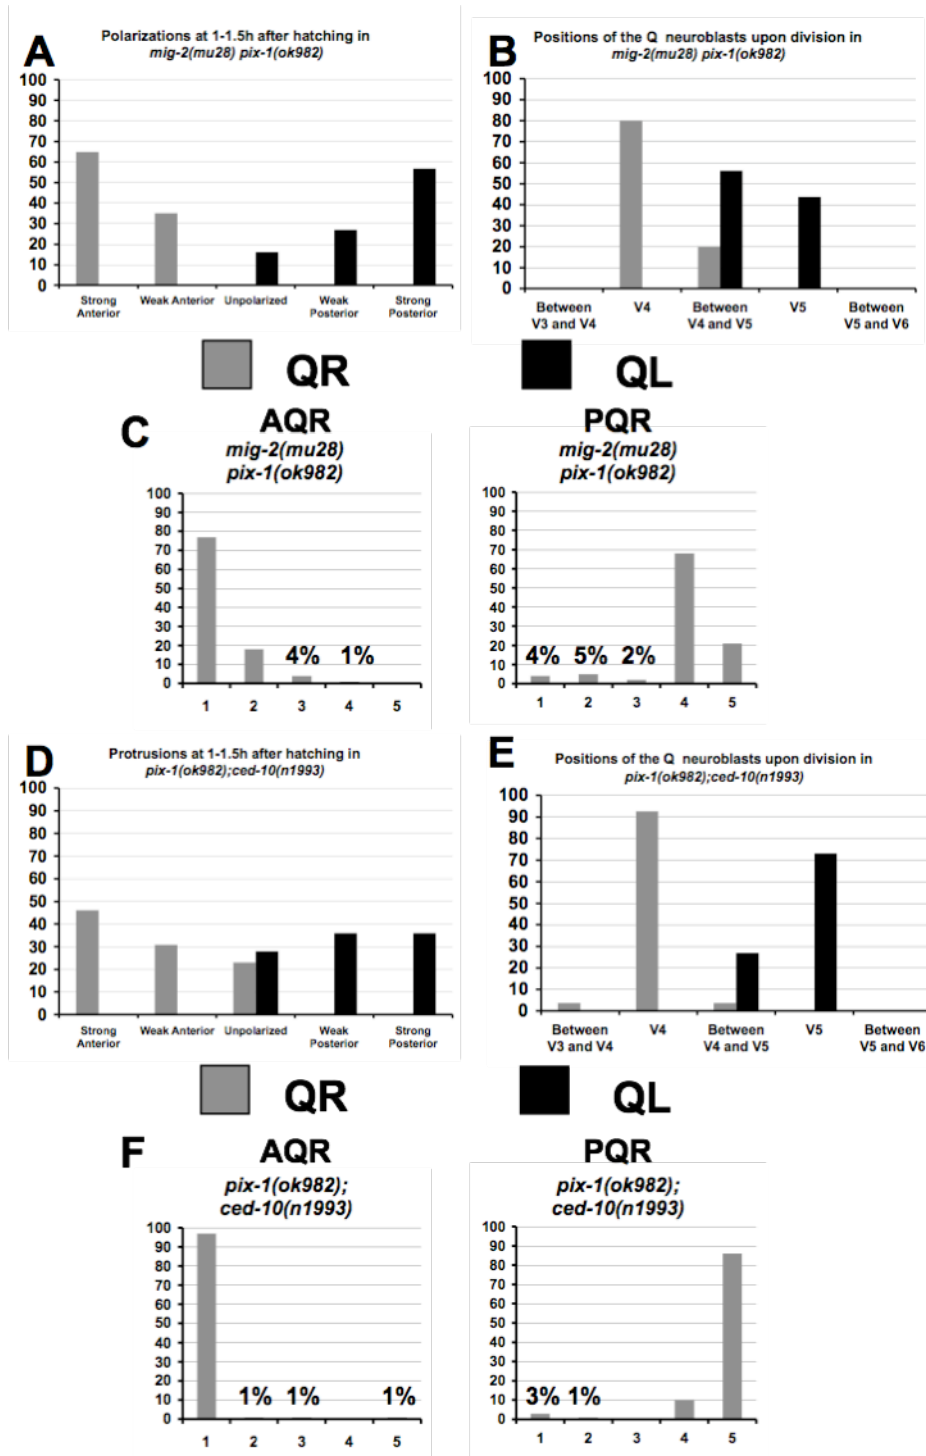 A
Polarizations at 1-1.5h after hatching in
mig-2(mu28) pix-1(ok982)
100
90
80
70
60
50
40
30
20
10
0
Strong Anterior
Weak Anterior
Unpolarized
Weak Posterior
Strong Posterior
B
Positions of the Q neuroblasts upon division in
mig-2(mu28) pix-1(ok982)
100
90
80
70
60
50
40
30
20
10
0
Between V3 and V4
V4
Between V4 and V5
V5
Between V5 and V6
QR
QL
C
AQR
mig-2(mu28)
pix-1(ok982)
100
90
80
70
60
50
40
30
20
10
0
4%
1%
1 2 3 4 5
PQR
mig-2(mu28)
pix-1(ok982)
100
90
80
70
60
50
40
30
20
10
0
4%
5%
2%
1 2 3 4 5
D
Protrusions at 1-1.5h after hatching in
pix-1(ok982);ced-10(n1993)
100
90
80
70
60
50
40
30
20
10
0
Strong Anterior
Weak Anterior
Unpolarized
Weak Posterior
Strong Posterior
E
Positions of the Q neuroblasts upon division in
pix-1(ok982);ced-10(n1993)
100
90
80
70
60
50
40
30
20
10
0
Between V3 and V4
V4
Between V4 and V5
V5
Between V5 and V6
QR
QL
F
AQR
pix-1(ok982);
ced-10(n1993)
100
90
80
70
60
50
40
30
20
10
0
1%
1%
1%
1 2 3 4 5
PQR
pix-1(ok982);
ced-10(n1993)
100
90
80
70
60
50
40
30
20
10
0
3%
1%
1 2 3 4 5